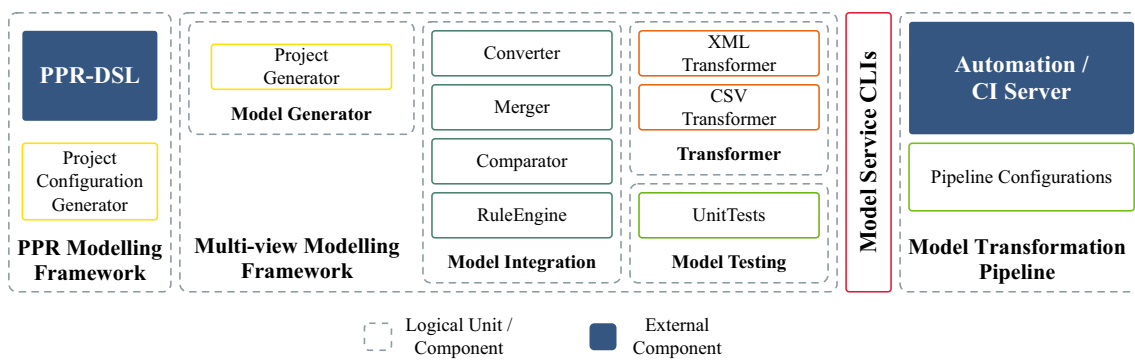 PPR-DSL
Project
Configuration
Generator
PPR Modelling
Framework
Project
Generator
Model Generator
Multi-view Modelling
Framework
Converter
Merger
Comparator
RuleEngine
Model Integration
XML
Transformer
CSV
Transformer
Transformer
UnitTests
Model Testing
Model Service CLIs
Automation /
CI Server
Pipeline Configurations
Model Transformation
Pipeline
Logical Unit /
Component
External
Component